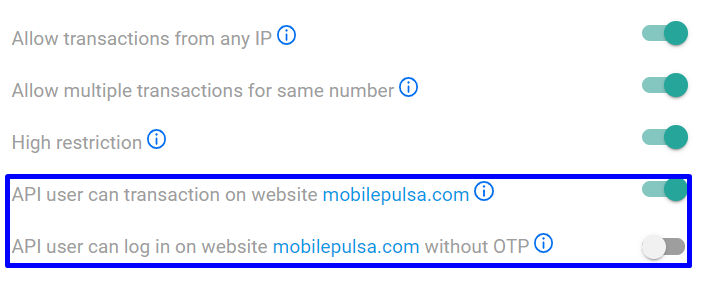 Allow transactions from any IP
Allow multiple transactions for same number
High restriction
API user can transaction on website mobilepulsa.com
API user can log in on website mobilepulsa.com without OTP